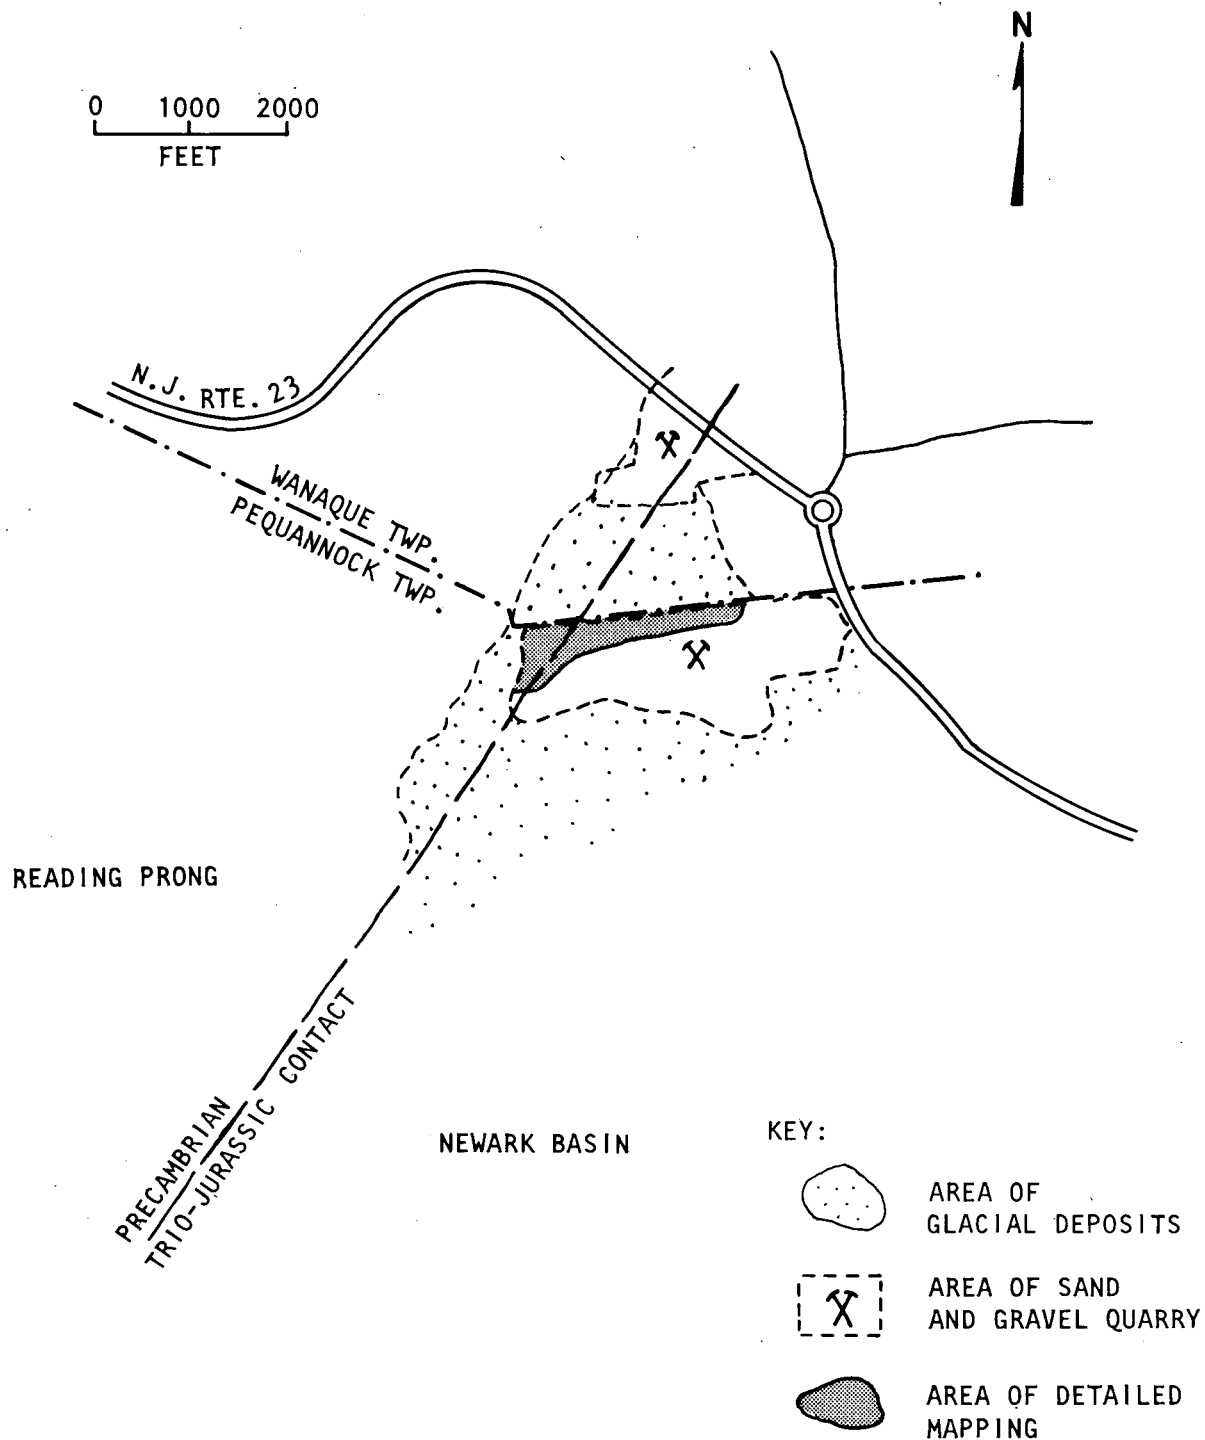 N
0 1000 2000
FEET
N.J. RTE. 23
WANAQUE TWP.
PEQUANNOCK TWP.
READING PRONG
PRECAMBRIAN
TRIO-JURASSIC CONTACT
NEWARK BASIN
KEY:
AREA OF
GLACIAL DEPOSITS
AREA OF SAND
AND GRAVEL QUARRY
AREA OF DETAILED
MAPPING